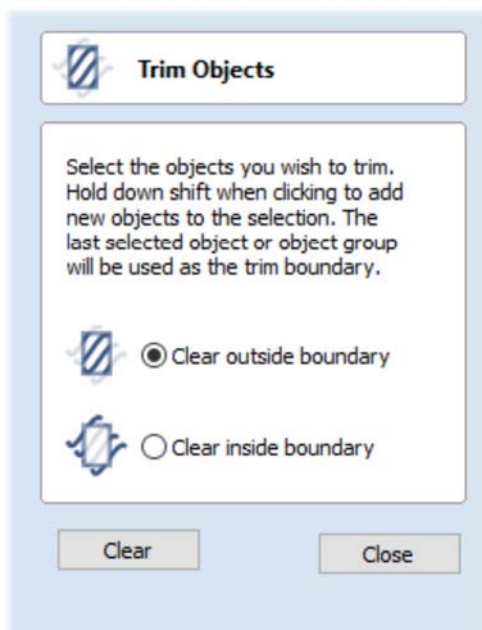 Trim Objects
Select the objects you wish to trim.
Hold down shift when clicking to add
new objects to the selection. The
last selected object or object group
will be used as the trim boundary.
Clear outside boundary
Clear inside boundary
Clear
Close